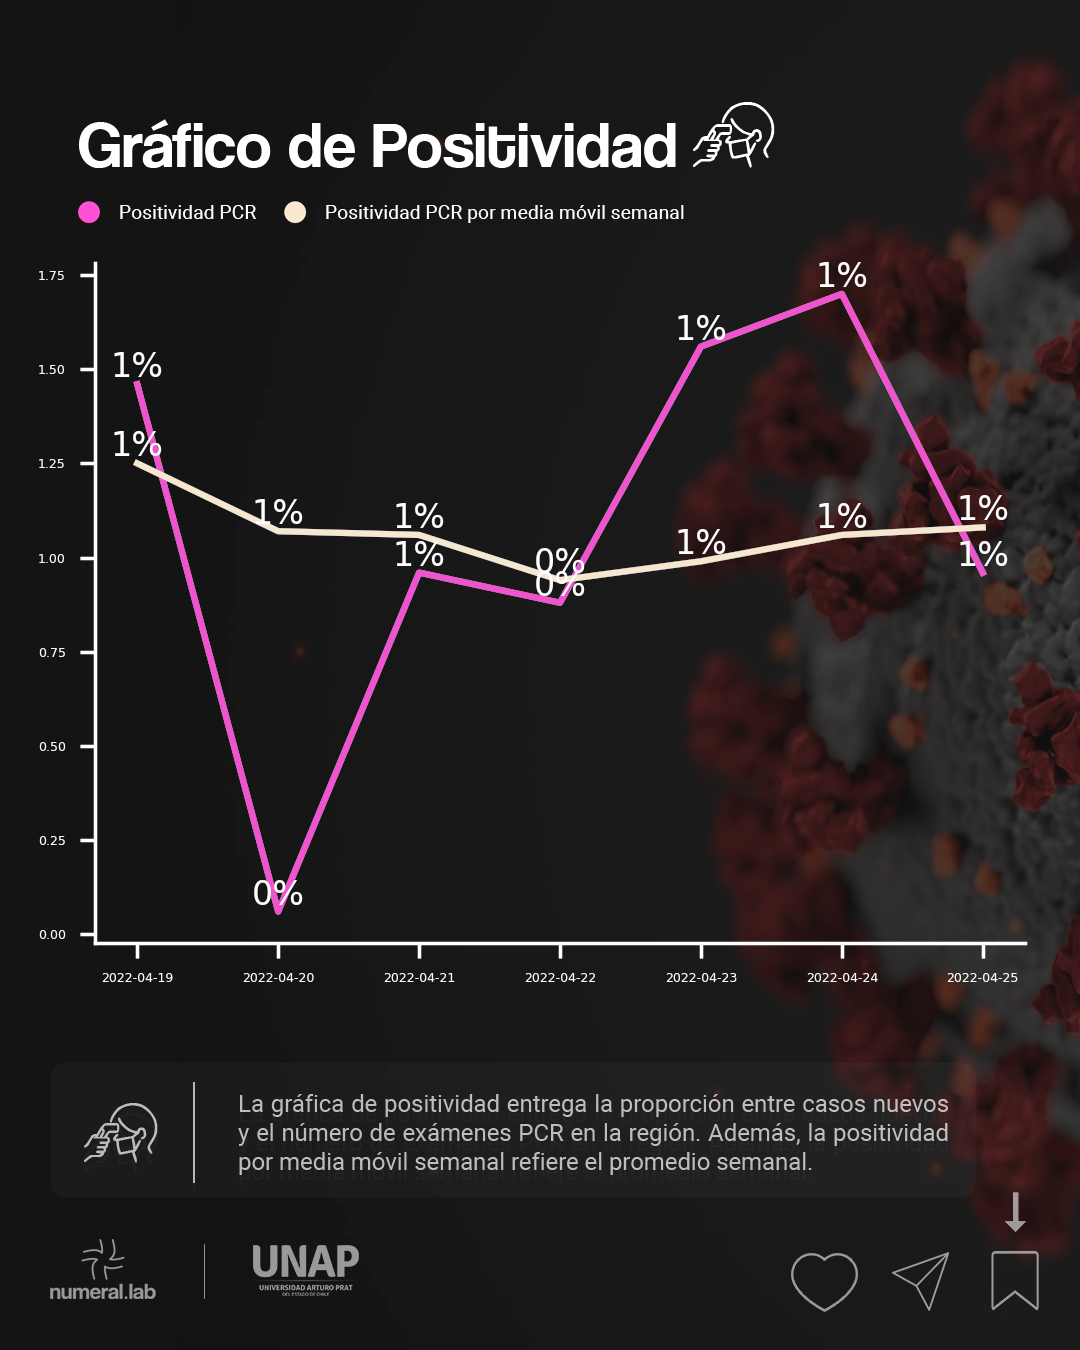 Gráfico de Positividad
Positividad PCR
Positividad PCR por media móvil semanal
1.75
1.50
1.25
1.00
0.75
0.50
0.25
0.00
1%
1%
1%
0%
1%
1%
0%
0%
1%
1%
1%
1%
1%
1%
2022-04-19
2022-04-20
2022-04-21
2022-04-22
2022-04-23
2022-04-24
2022-04-25
La gráfica de positividad entrega la proporción entre casos nuevos
y el número de exámenes PCR en la región. Además, la positividad
por media móvil semanal refiere el promedio semanal.
numeral.lab
UNAP
UNIVERSIDAD ARTURO PRAT
DEL ESTADO DE CHILE